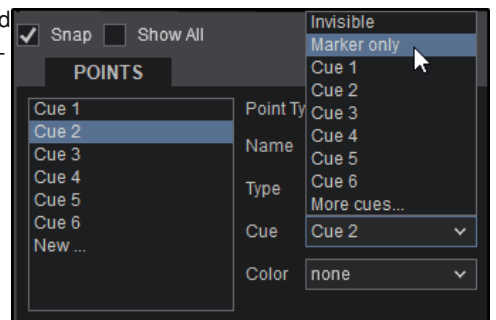 d
Snap Show All
-
POINTS
Cue 1
Cue 2
Cue 3
Cue 4
Cue 5
Cue 6
New ...
Point Ty
Name
Type
Cue
Color
Invisible
Marker only
Cue 1
Cue 2
Cue 3
Cue 4
Cue 5
Cue 6
More cues...
Cue 2
none